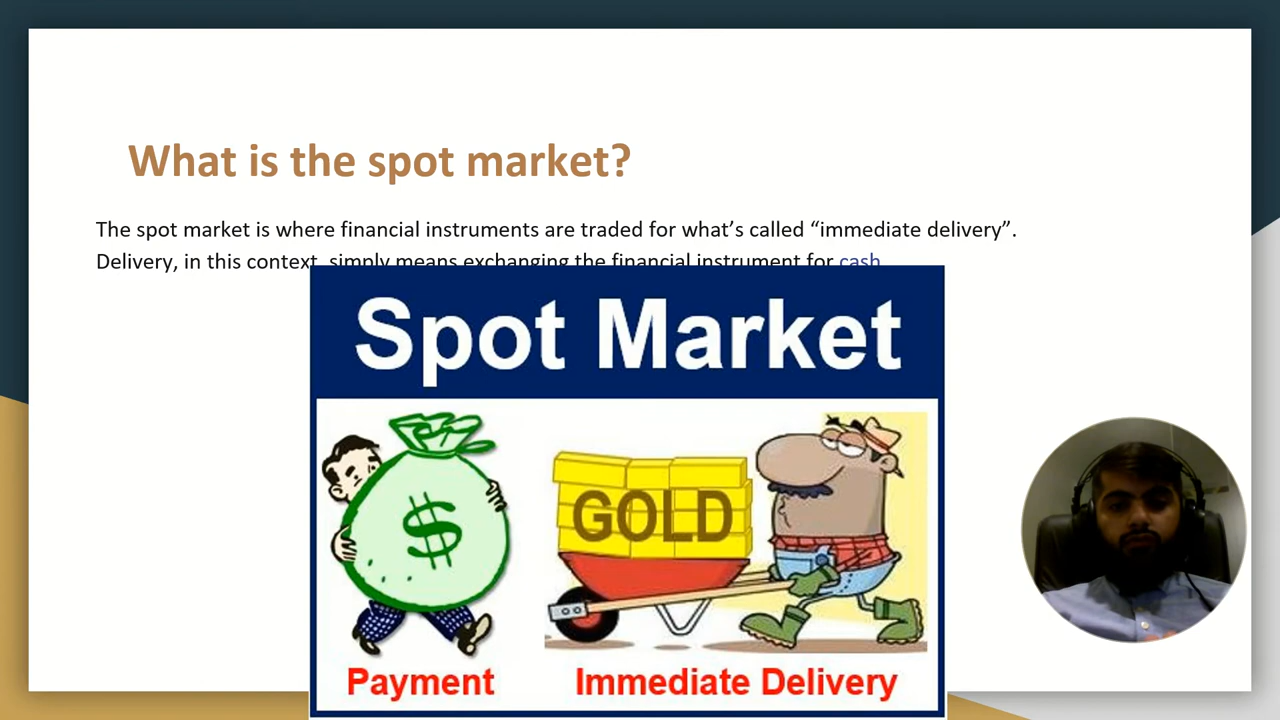 What is the spot market?
The spot market is where financial instruments are traded for what’s called “immediate delivery”.
Delivery, in this context, simply means exchanging the financial instrument for cash
Spot Market
$
GOLD
Payment
Immediate Delivery